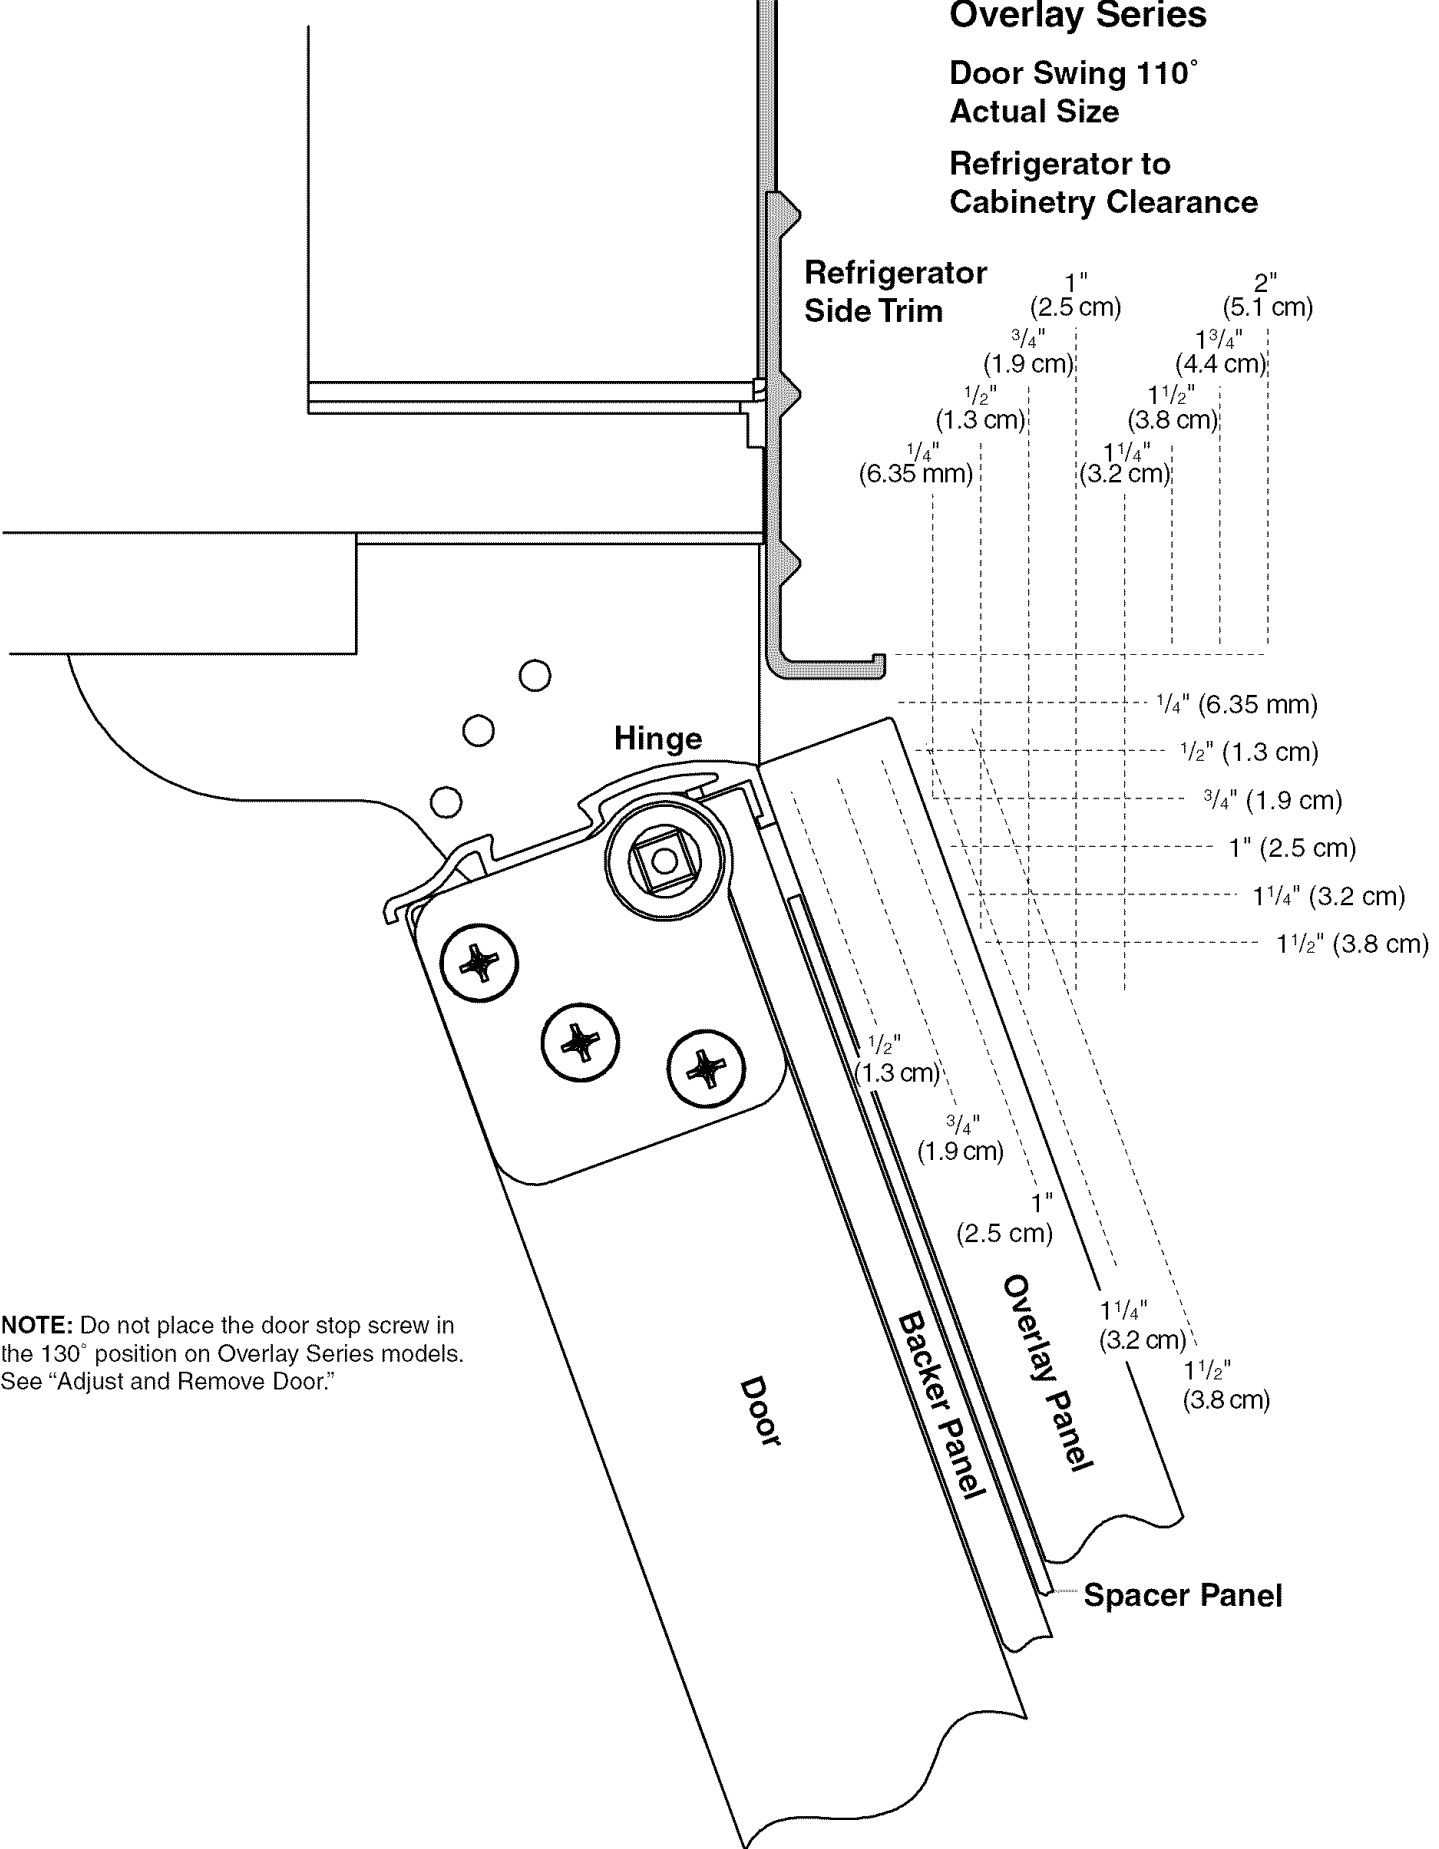 Overlay Series
Door Swing 110°
Actual Size
Refrigerator to
Cabinetry Clearance
Refrigerator
Side Trim
1"
(2.5 cm)
2"
(5.1 cm)
3/4"
(1.9 cm)
1 3/4"
(4.4 cm)
1/2"
(1.3 cm)
1 1/2"
(3.8 cm)
1/4"
(6.35 mm)
1 1/4"
(3.2 cm)
1/4" (6.35 mm)
Hinge
1/2" (1.3 cm)
3/4" (1.9 cm)
1" (2.5 cm)
1 1/4" (3.2 cm)
1 1/2" (3.8 cm)
1/2"
(1.3 cm)
3/4"
(1.9 cm)
1"
(2.5 cm)
1 1/4"
(3.2 cm)
1 1/2"
(3.8 cm)
NOTE: Do not place the door stop screw in
the 130° position on Overlay Series models.
See “Adjust and Remove Door.”
Door
Backer Panel
Overlay Panel
Spacer Panel